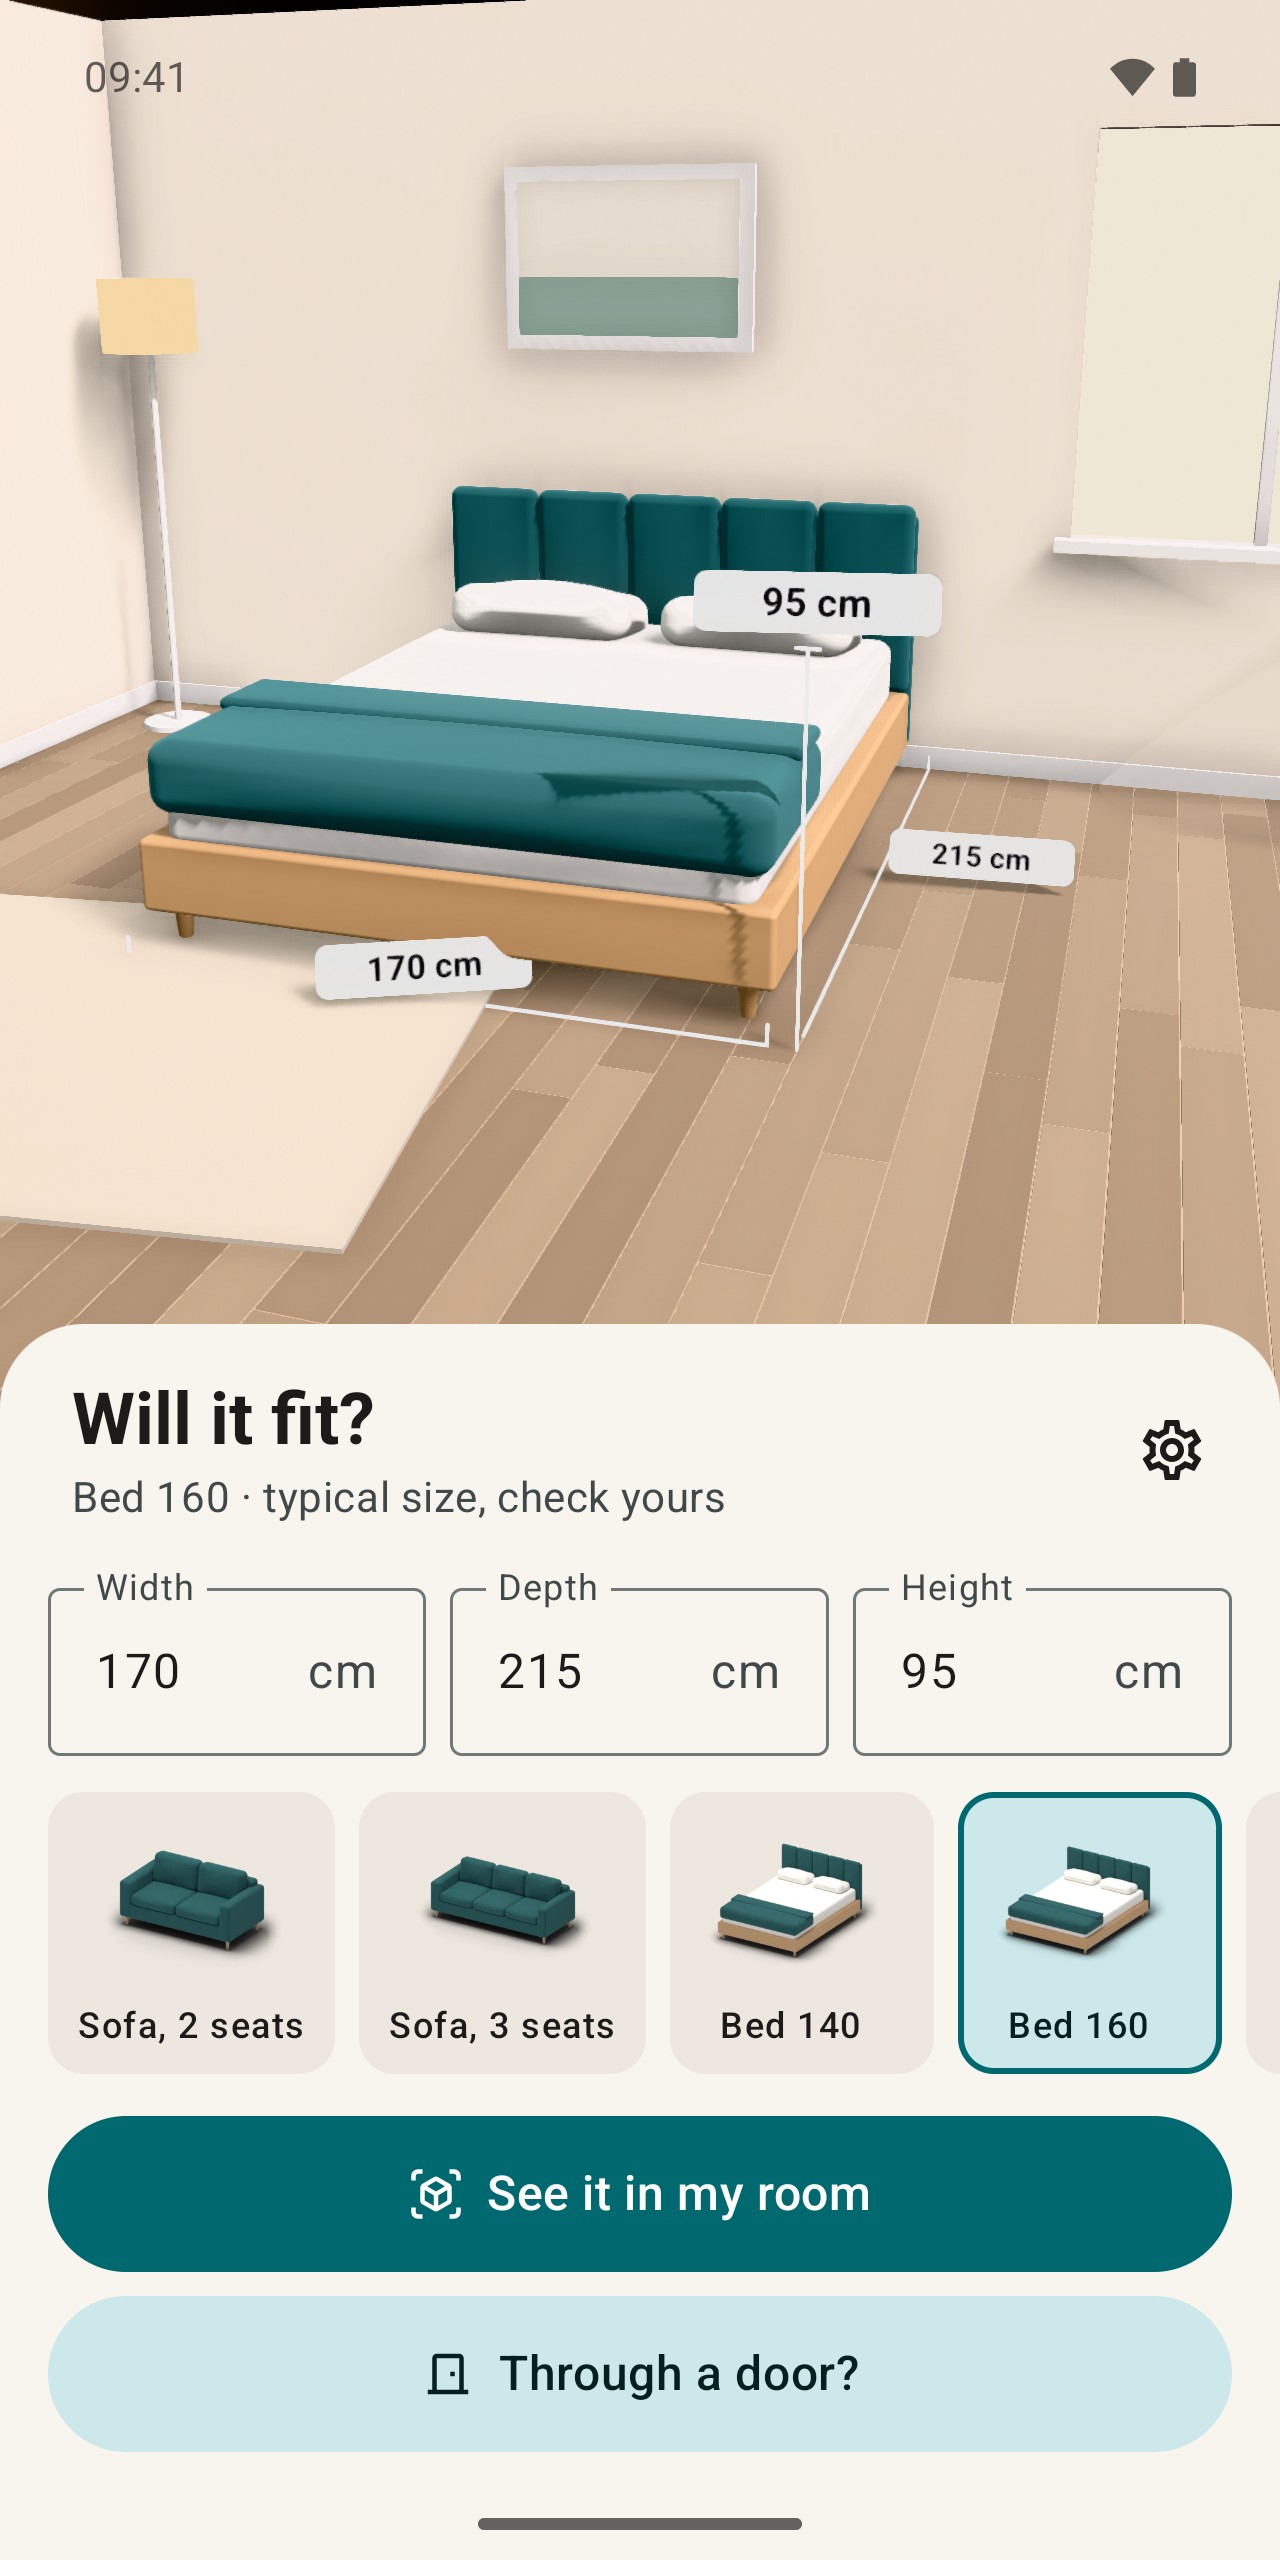 09:41
95 cm
215 cm
170 cm
Will it fit?
Bed 160 · typical size, check yours
Width
Depth
Height
170 cm
215 cm
95 cm
Sofa, 2 seats
Sofa, 3 seats
Bed 140
Bed 160
See it in my room
Through a door?